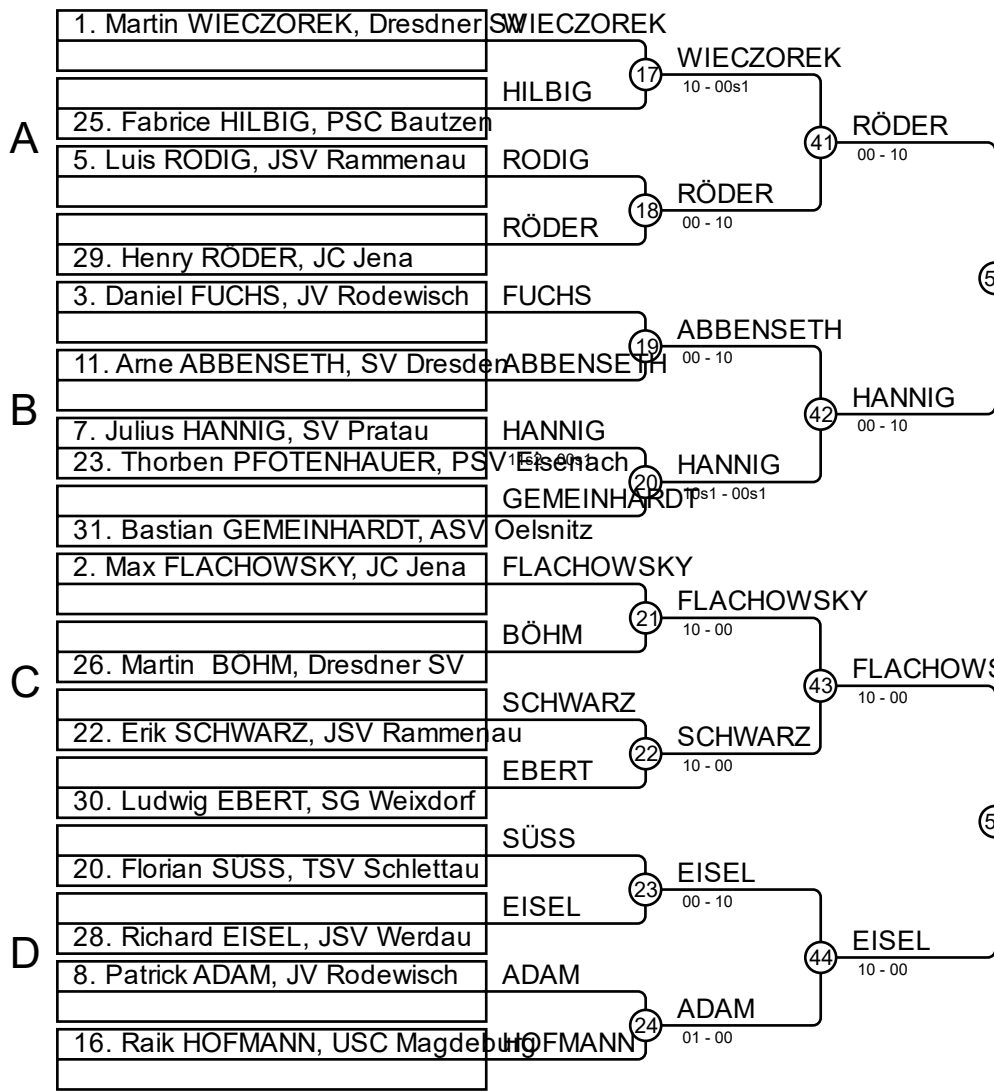 1. Martin WIECZOREK, Dresdner SV
WIECZOREK
17
WIECZOREK
10 - 00s1
HILBIG
25. Fabrice HILBIG, PSC Bautzen
A
41
RÖDER
00 - 10
5. Luis RODIG, JSV Rammenau
RODIG
18
RÖDER
00 - 10
RÖDER
29. Henry RÖDER, JC Jena
5
3. Daniel FUCHS, JV Rodewisch
FUCHS
19
ABBENSETH
00 - 10
11. Arne ABBENSETH, SV Dresden
ABBENSETH
B
42
HANNIG
00 - 10
7. Julius HANNIG, SV Pratau
HANNIG
23. Thorben PFOTENHAUER, PSV Eisenach
20
HANNIG
10s1 - 00s1
GEMEINHARDT
31. Bastian GEMEINHARDT, ASV Oelsnitz
2. Max FLACHOWSKY, JC Jena
FLACHOWSKY
21
FLACHOWSKY
10 - 00
BÖHM
26. Martin  BÖHM, Dresdner SV
C
43
FLACHOWS
10 - 00
SCHWARZ
22. Erik SCHWARZ, JSV Rammenau
22
SCHWARZ
10 - 00
EBERT
30. Ludwig EBERT, SG Weixdorf
5
SÜSS
20. Florian SÜSS, TSV Schlettau
23
EISEL
00 - 10
EISEL
28. Richard EISEL, JSV Werdau
D
44
EISEL
10 - 00
8. Patrick ADAM, JV Rodewisch
ADAM
24
ADAM
01 - 00
16. Raik HOFMANN, USC Magdeburg
HOFMANN